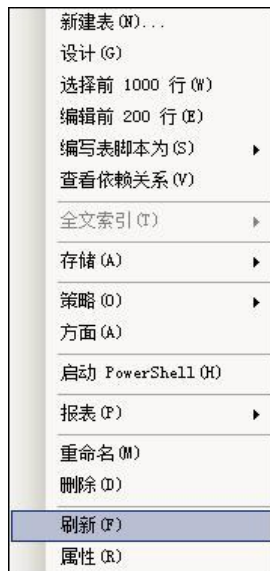 新建表(N)...
设计(G)
选择前 1000 行(W)
编辑前 200 行(E)
编写表脚本为(S)
查看依赖关系(V)
全文索引(T)
存储(A)
策略(O)
方面(A)
启动 PowerShell(H)
报表(P)
重命名(M)
删除(D)
刷新(F)
属性(R)